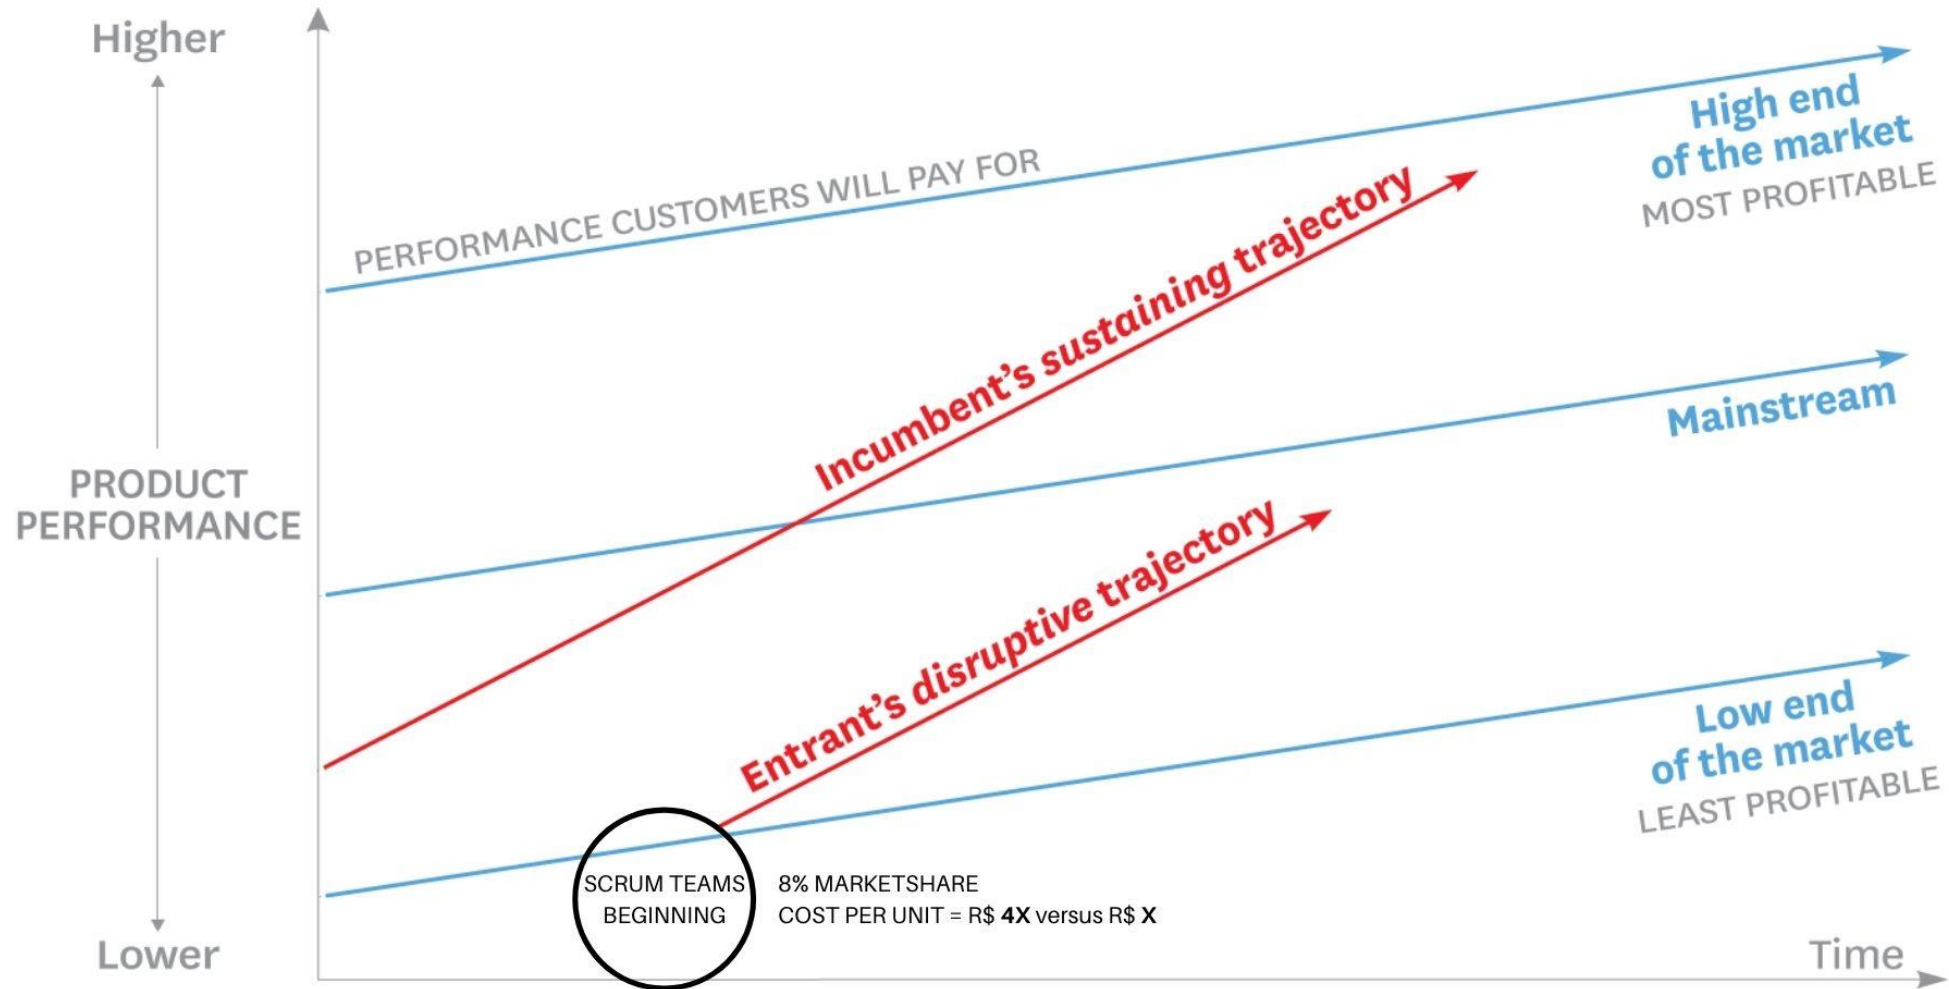 Higher
PRODUCT
PERFORMANCE
Lower
PERFORMANCE CUSTOMERS WILL PAY FOR
Incumbent’s sustaining trajectory
Entrant’s disruptive trajectory
High end
of the market
MOST PROFITABLE
Mainstream
Low end
of the market
LEAST PROFITABLE
SCRUM TEAMS
BEGINNING
8% MARKETSHARE
COST PER UNIT = R$ 4X versus R$ X
Time